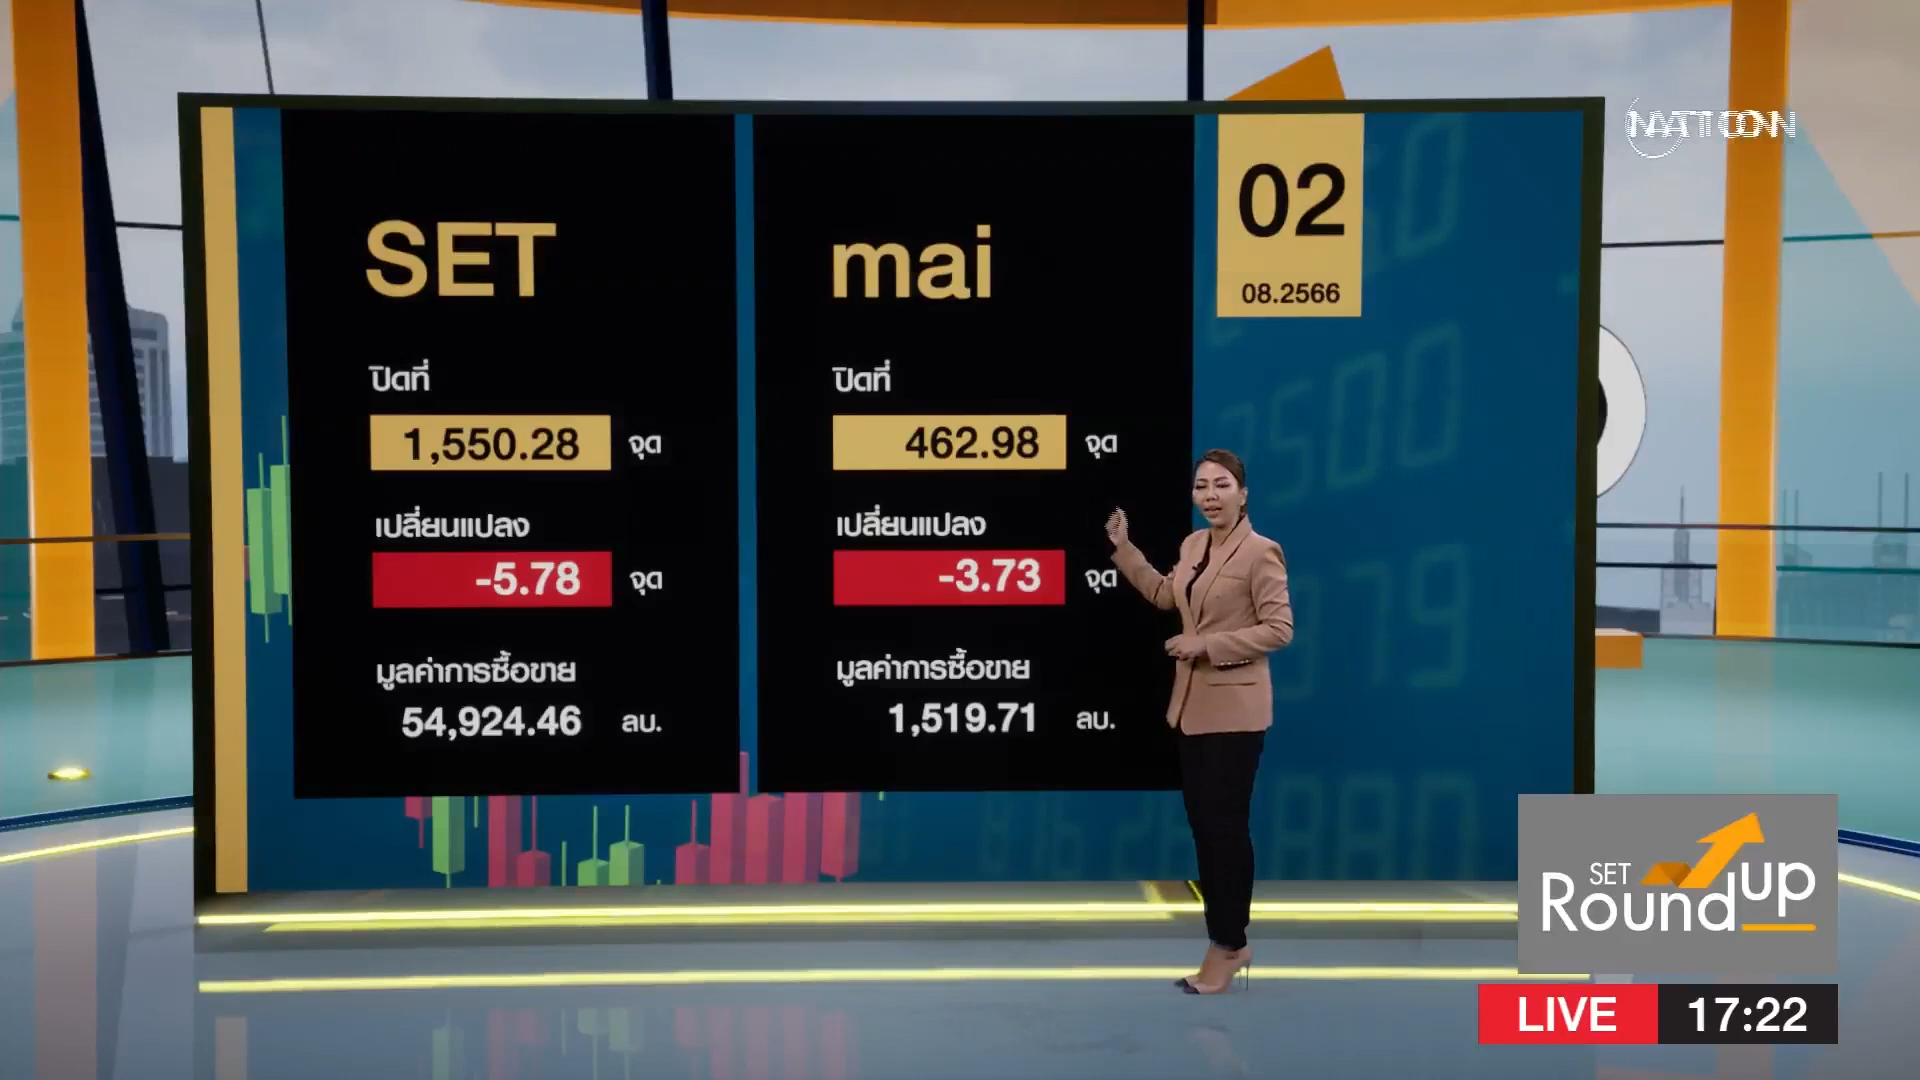 NATION
SET
ปิดที่
1,550.28 จุด
เปลี่ยนแปลง
-5.78 จุด
มูลค่าการซื้อขาย
54,924.46 ลบ.
mai
ปิดที่
462.98 จุด
เปลี่ยนแปลง
-3.73 จุด
มูลค่าการซื้อขาย
1,519.71 ลบ.
02
08.2566
SET
Roundup
LIVE 17:22